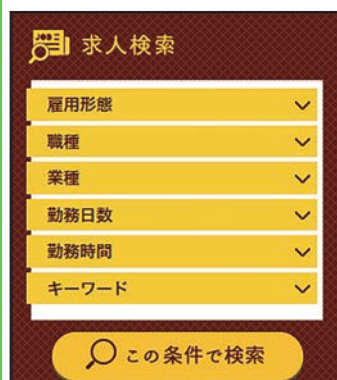 JOB
求人検索
雇用形態
職種
業種
勤務日数
勤務時間
キーワード
この条件で検索